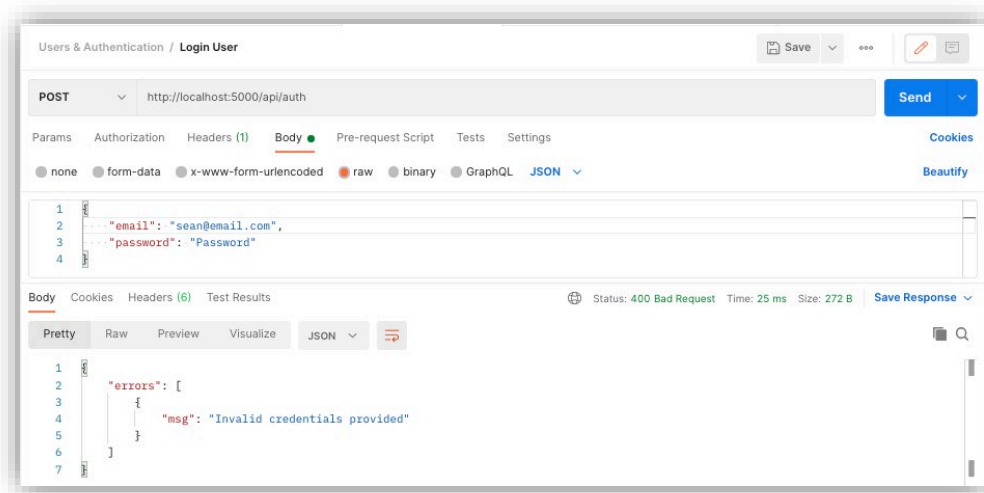 Users & Authentication / Login User
Save
POST http://localhost:5000/api/auth Send
Params Authorization Headers (1) Body Pre-request Script Tests Settings Cookies
none form-data x-www-form-urlencoded raw binary GraphQL JSON Beautify
1 {
2 "email": "sean@email.com",
3 "password": "Password"
4 }
Body Cookies Headers (6) Test Results Status: 400 Bad Request Time: 25 ms Size: 272 B Save Response
Pretty Raw Preview Visualize JSON
1 {
2 "errors": [
3 {
4 "msg": "Invalid credentials provided"
5 }
6 ]
7 }